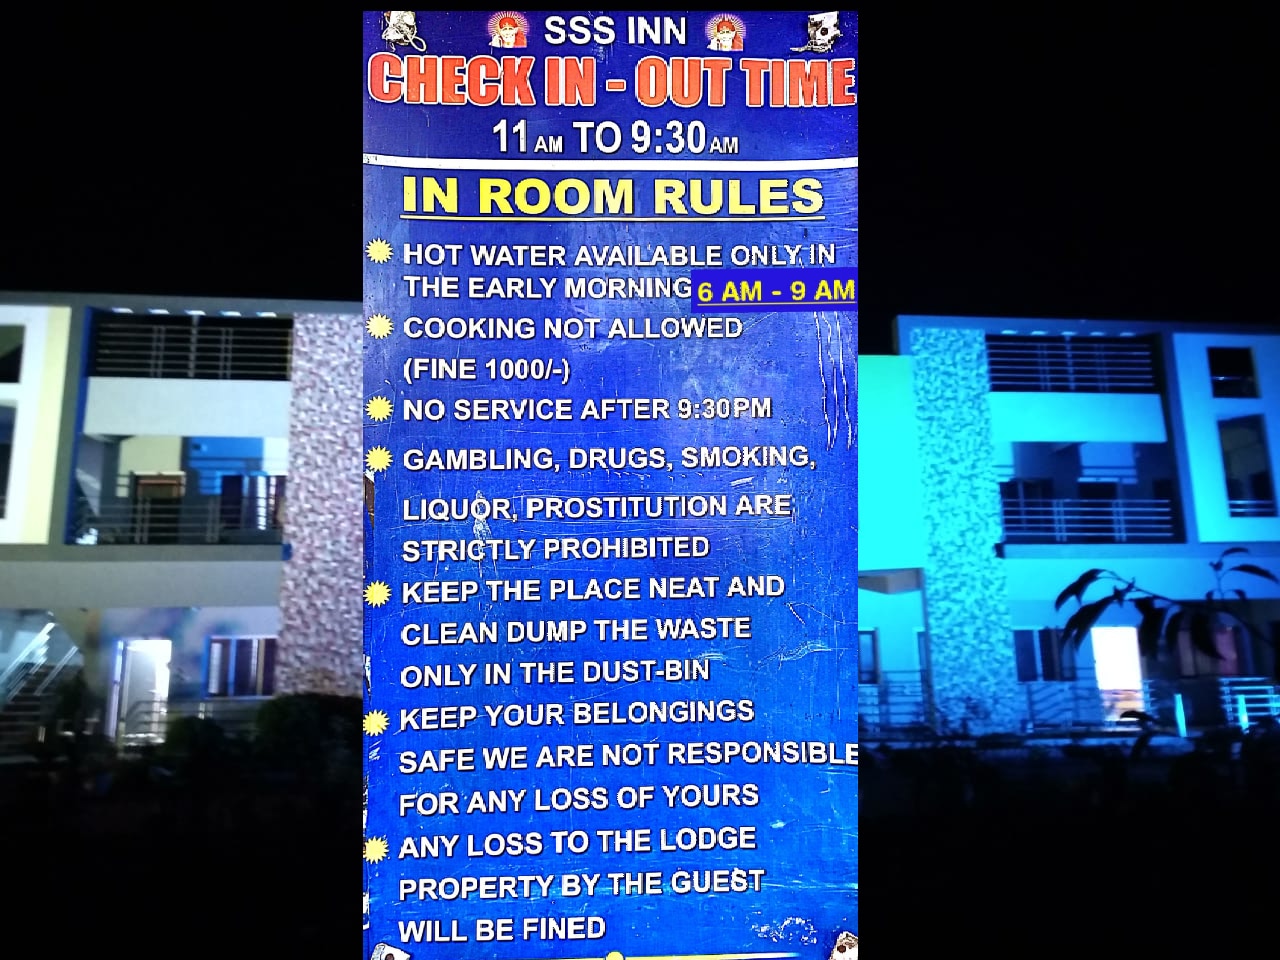 SSS INN
CHECK IN - OUT TIME
11 AM TO 9:30 AM
IN ROOM RULES
HOT WATER AVAILABLE ONLY IN
THE EARLY MORNING 6 AM - 9 AM
COOKING NOT ALLOWED
(FINE 1000/-)
NO SERVICE AFTER 9:30PM
GAMBLING, DRUGS, SMOKING,
LIQUOR, PROSTITUTION ARE
STRICTLY PROHIBITED
KEEP THE PLACE NEAT AND
CLEAN DUMP THE WASTE
ONLY IN THE DUST-BIN
KEEP YOUR BELONGINGS
SAFE WE ARE NOT RESPONSIBLE
FOR ANY LOSS OF YOURS
ANY LOSS TO THE LODGE
PROPERTY BY THE GUEST
WILL BE FINED